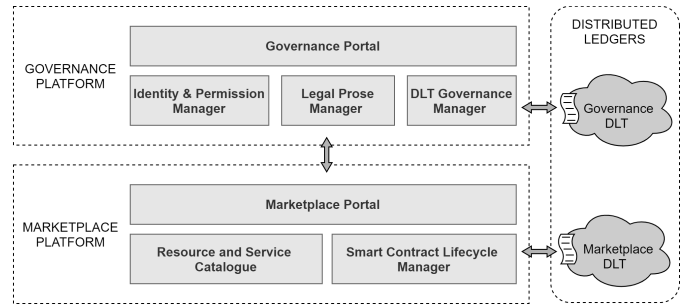 GOVERNANCE
PLATFORM
Governance Portal
Identity & Permission
Manager
Legal Prose
Manager
DLT Governance
Manager
DISTRIBUTED
LEDGERS
Governance
DLT
MARKETPLACE
PLATFORM
Marketplace Portal
Resource and Service
Catalogue
Smart Contract Lifecycle
Manager
Marketplace
DLT